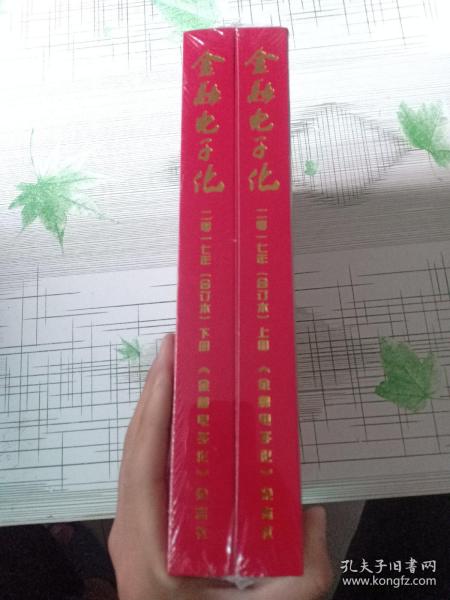 金融电子化
二零一七年(合订本)下册《金融电子化》杂志社
金融电子化
二零一七年(合订本)上册《金融电子化》杂志社
孔夫子旧书网
www.kongfz.com